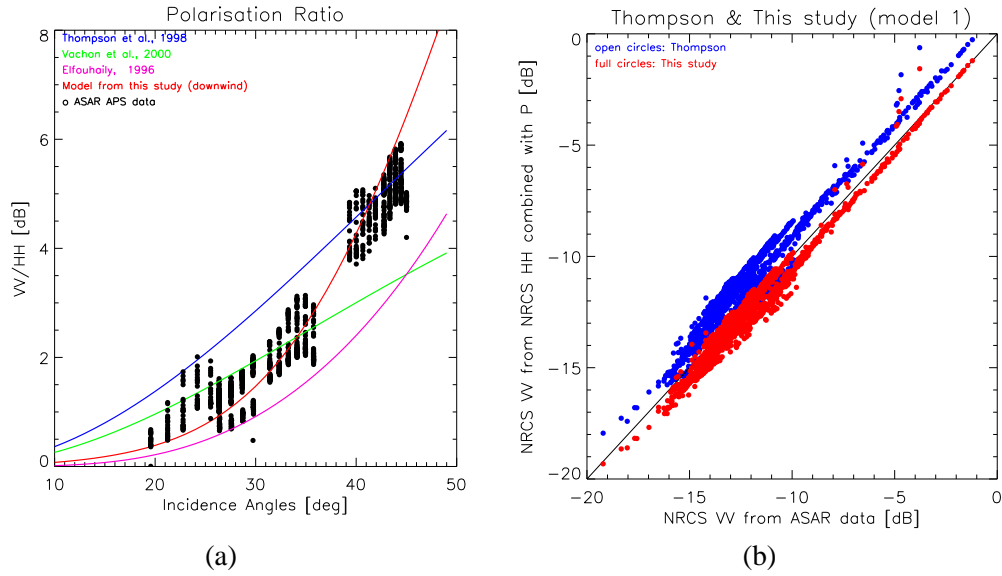 Polarisation Ratio
8
6
4
2
0
VV/HH [dB]
Thompson et al., 1998
Vachon et al., 2000
Elfouhaily, 1996
Model from this study (downwind)
o ASAR APS data
10 20 30 40 50
Incidence Angles [deg]
(a)
Thompson & This study (model 1)
0
-5
-10
-15
-20
NRCS VV from NRCS HH combined with P [dB]
open circles: Thompson
full circles: This study
-20 -15 -10 -5 0
NRCS VV from ASAR data [dB]
(b)